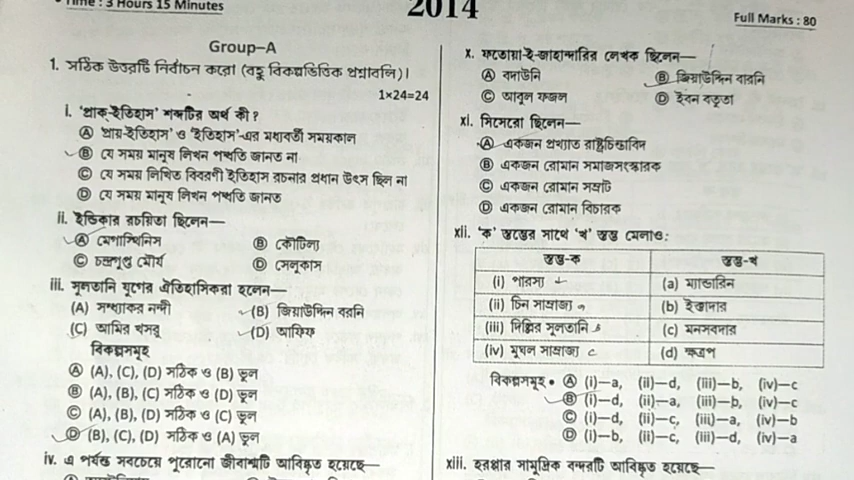 Time : 3 Hours 15 Minutes
2014
Full Marks : 80
Group–A
1. সঠিক উত্তরটি নির্বাচন করো (বহু বিকল্পভিত্তিক প্রশ্নাবলি)।
1×24=24
i. ‘প্রাক্-ইতিহাস’ শব্দটির অর্থ কী ?
Ⓐ ‘প্রায়-ইতিহাস’ ও ‘ইতিহাস’-এর মধ্যবর্তী সময়কাল
Ⓑ যে সময় মানুষ লিখন পদ্ধতি জানত না
Ⓒ যে সময় লিখিত বিবরণী ইতিহাস রচনার প্রধান উৎস ছিল না
Ⓓ যে সময় মানুষ লিখন পদ্ধতি জানত
ii. ইন্ডিকার রচয়িতা ছিলেন—
Ⓐ মেগাস্থিনিস Ⓑ কৌটিল্য
Ⓒ চন্দ্রগুপ্ত মৌর্য Ⓓ সেলুকাস
iii. সুলতানি যুগের ঐতিহাসিকরা হলেন—
(A) সন্ধ্যাকর নন্দী (B) জিয়াউদ্দিন বরনি
(C) আমির খসরু (D) আফিফ
বিকল্পসমূহ
Ⓐ (A), (C), (D) সঠিক ও (B) ভুল
Ⓑ (A), (B), (C) সঠিক ও (D) ভুল
Ⓒ (A), (B), (D) সঠিক ও (C) ভুল
Ⓓ (B), (C), (D) সঠিক ও (A) ভুল
iv. এ পর্যন্ত সবচেয়ে পুরোনো জীবাশ্মটি আবিষ্কৃত হয়েছে—
x. ফতোয়া-ই-জাহান্দারির লেখক ছিলেন—
Ⓐ বদাউনি Ⓑ জিয়াউদ্দিন বারনি
Ⓒ আবুল ফজল Ⓓ ইবন বতুতা
xi. সিসেরো ছিলেন—
Ⓐ একজন প্রখ্যাত রাষ্ট্রচিন্তাবিদ
Ⓑ একজন রোমান সমাজসংস্কারক
Ⓒ একজন রোমান সম্রাট
Ⓓ একজন রোমান বিচারক
xii. ‘ক’ স্তম্ভের সাথে ‘খ’ স্তম্ভ মেলাও:
স্তম্ভ-ক স্তম্ভ-খ
(i) পারস্য (a) ম্যান্ডারিন
(ii) চিন সাম্রাজ্য (b) ইক্তাদার
(iii) দিল্লির সুলতানি (c) মনসবদার
(iv) মুঘল সাম্রাজ্য c (d) ক্ষত্রপ
বিকল্পসমূহ • Ⓐ (i)—a, (ii)—d, (iii)—b, (iv)—c
Ⓑ (i)—d, (ii)—a, (iii)—b, (iv)—c
Ⓒ (i)—d, (ii)—c, (iii)—a, (iv)—b
Ⓓ (i)—b, (ii)—c, (iii)—d, (iv)—a
xiii. হরপ্পার সামুদ্রিক বন্দরটি আবিষ্কৃত হয়েছে—